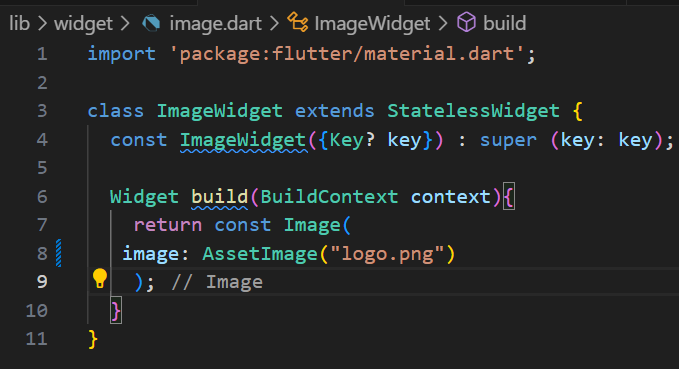 lib > widget > image.dart > ImageWidget > build
1 import 'package:flutter/material.dart';
2
3 class ImageWidget extends StatelessWidget {
4 const ImageWidget({Key? key}) : super (key: key);
5
6 Widget build(BuildContext context){
7 return const Image(
8 image: AssetImage("logo.png")
9 ); // Image
10 }
11 }